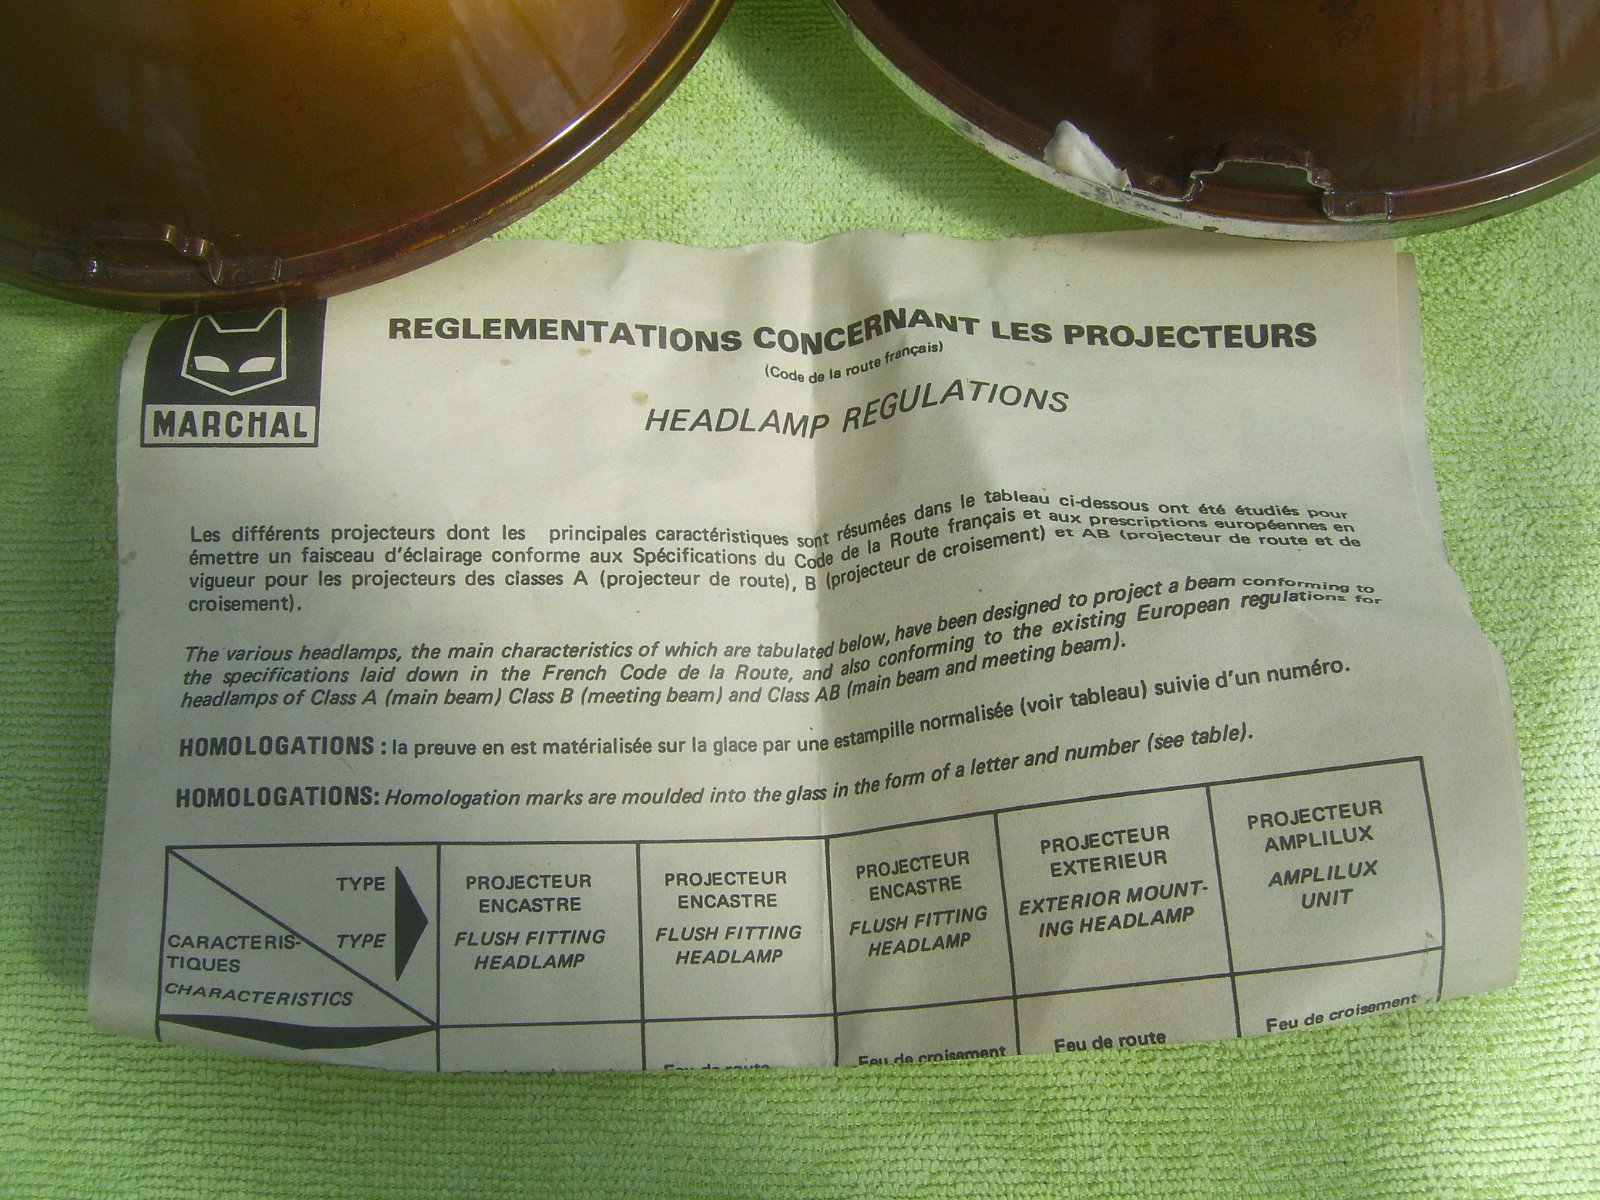 MARCHAL
REGLEMENTATIONS CONCERNANT LES PROJECTEURS
(Code de la route français)
HEADLAMP REGULATIONS
Les différents projecteurs dont les principales caractéristiques sont résumées dans le tableau ci-dessous ont été étudiés pour
émettre un faisceau d'éclairage conforme aux Spécifications du Code de la Route français et aux prescriptions européennes en
vigueur pour les projecteurs des classes A (projecteur de route), B (projecteur de croisement) et AB (projecteur de route et de
croisement).
The various headlamps, the main characteristics of which are tabulated below, have been designed to project a beam conforming to
the specifications laid down in the French Code de la Route, and also conforming to the existing European regulations for
headlamps of Class A (main beam) Class B (meeting beam) and Class AB (main beam and meeting beam).
HOMOLOGATIONS : la preuve en est matérialisée sur la glace par une estampille normalisée (voir tableau) suivie d'un numéro.
HOMOLOGATIONS: Homologation marks are moulded into the glass in the form of a letter and number (see table).
TYPE
TYPE
CARACTERIS-
TIQUES
CHARACTERISTICS
PROJECTEUR
ENCASTRE
FLUSH FITTING
HEADLAMP
PROJECTEUR
ENCASTRE
FLUSH FITTING
HEADLAMP
PROJECTEUR
ENCASTRE
FLUSH FITTING
HEADLAMP
PROJECTEUR
EXTERIEUR
EXTERIOR MOUNT-
ING HEADLAMP
PROJECTEUR
AMPLILUX
AMPLILUX
UNIT
Feu de route
Feu de croisement
Feu de route
Feu de croisement